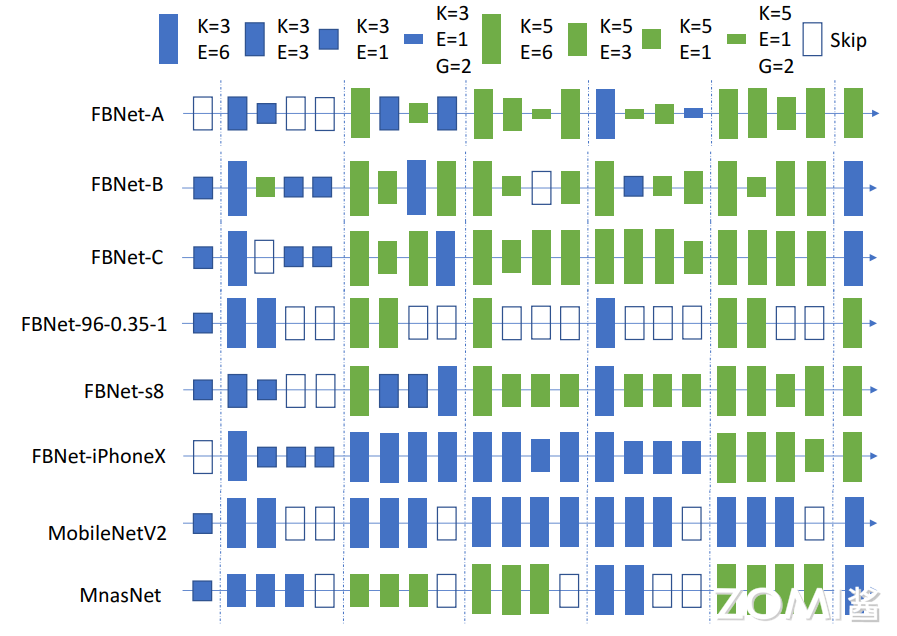 K=3
E=6
K=3
E=3
K=3
E=1
K=3
E=1
G=2
K=5
E=6
K=5
E=3
K=5
E=1
K=5
E=1
G=2
Skip
FBNet-A
FBNet-B
FBNet-C
FBNet-96-0.35-1
FBNet-s8
FBNet-iPhoneX
MobileNetV2
MnasNet
ZOMI酱